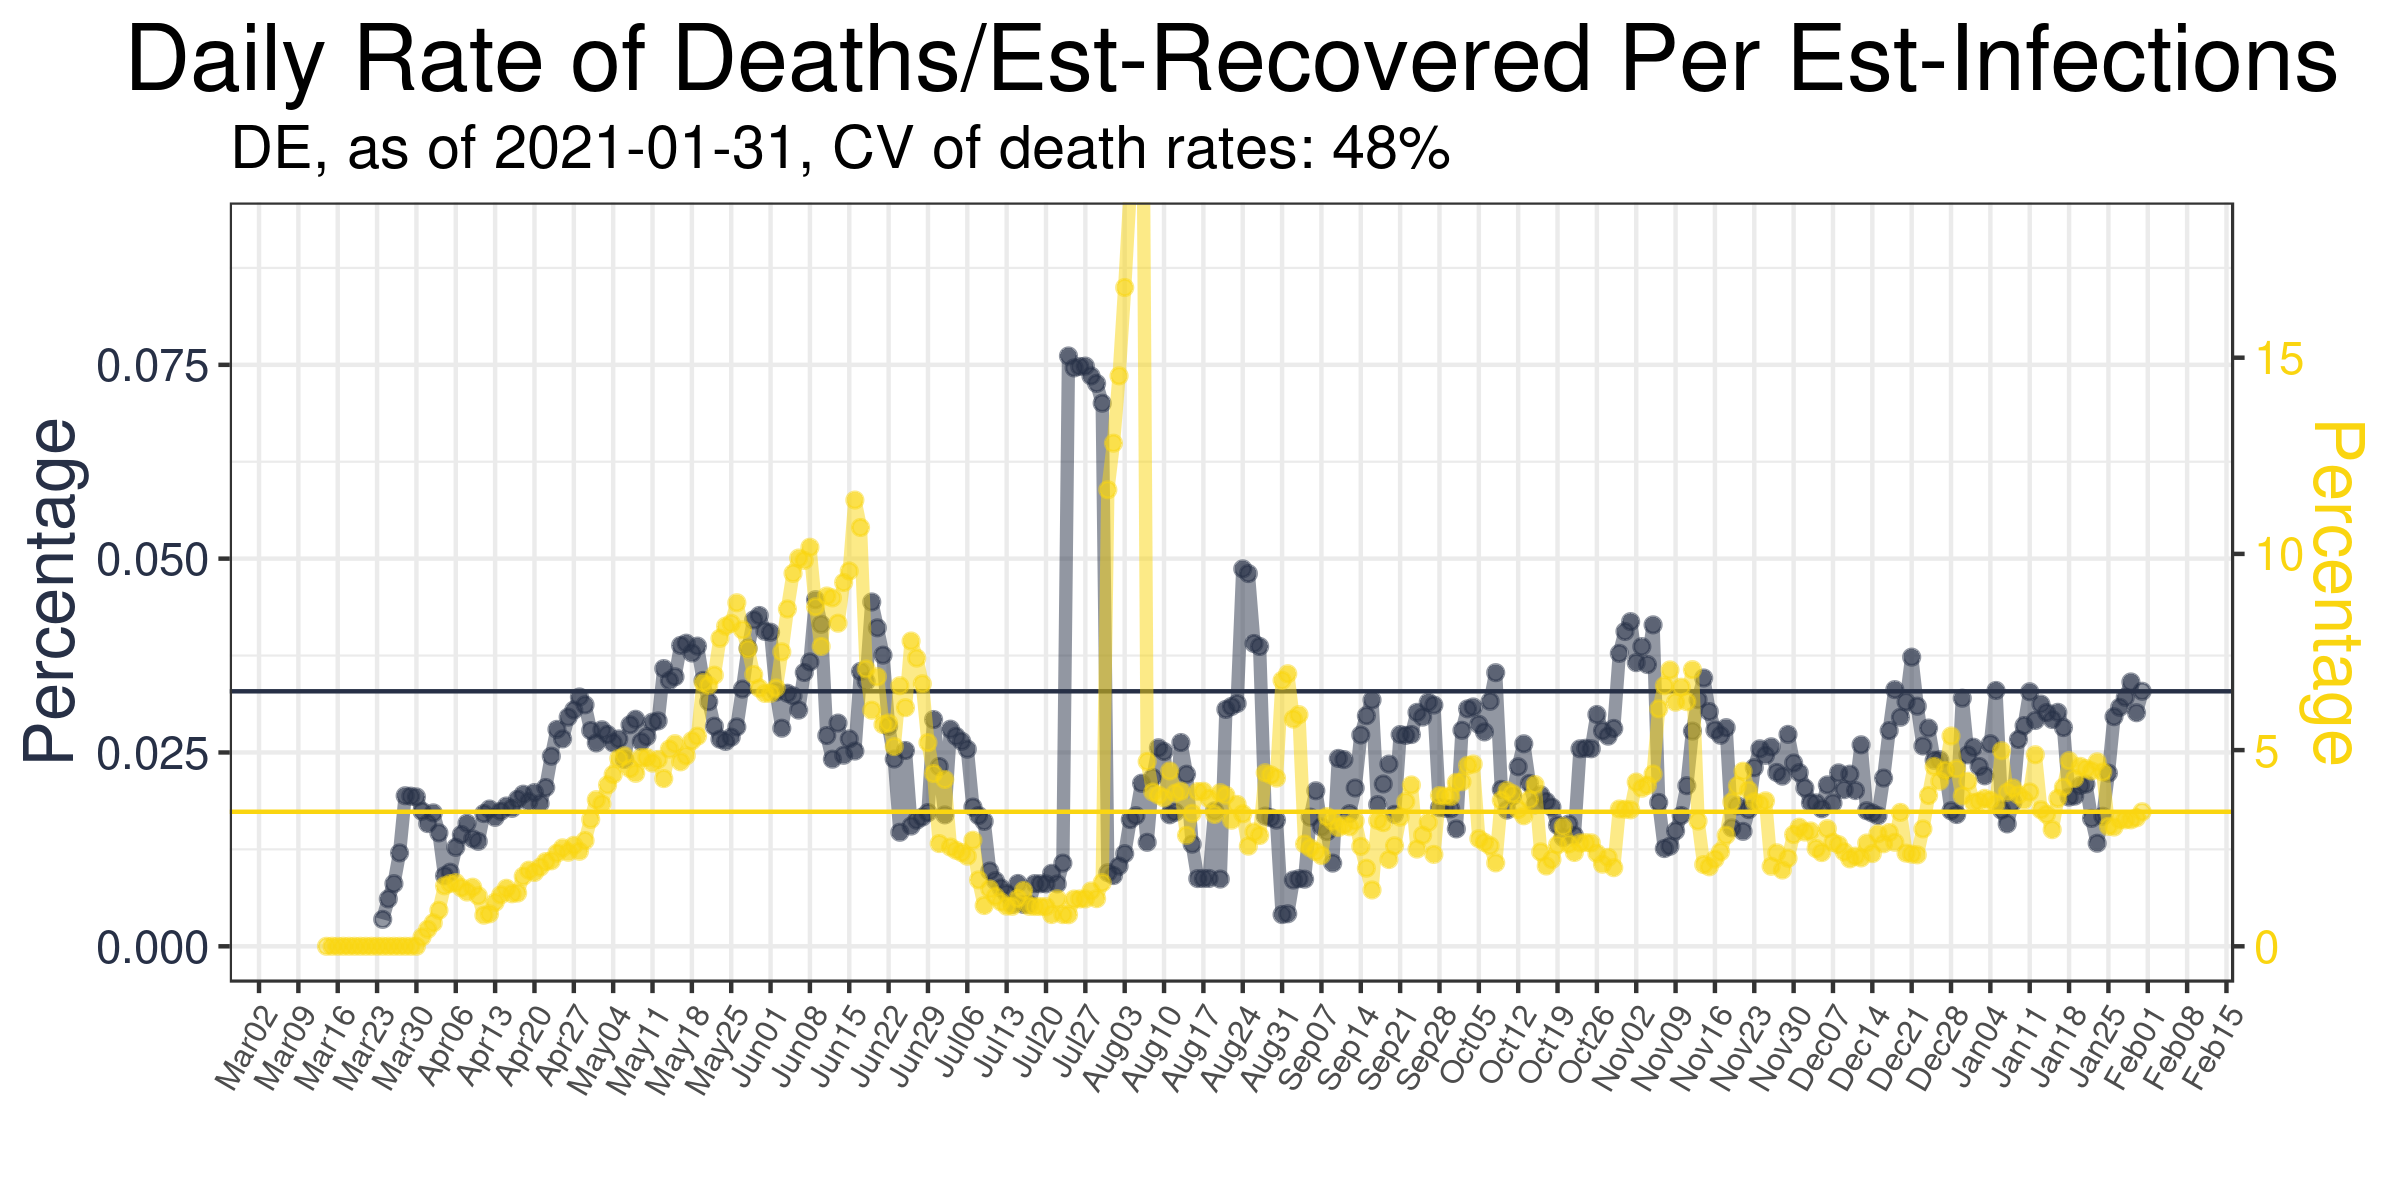 Daily Rate of Deaths/Est-Recovered Per Est-Infections
DE, as of 2021-01-31, CV of death rates: 48%
Percentage
0.075
0.050
0.025
0.000
15
10
5
0
Percentage
Mar02
Mar09
Mar16
Mar23
Mar30
Apr06
Apr13
Apr20
Apr27
May04
May11
May18
May25
Jun01
Jun08
Jun15
Jun22
Jun29
Jul06
Jul13
Jul20
Jul27
Aug03
Aug10
Aug17
Aug24
Aug31
Sep07
Sep14
Sep21
Sep28
Oct05
Oct12
Oct19
Oct26
Nov02
Nov09
Nov16
Nov23
Nov30
Dec07
Dec14
Dec21
Dec28
Jan04
Jan11
Jan18
Jan25
Feb01
Feb08
Feb15